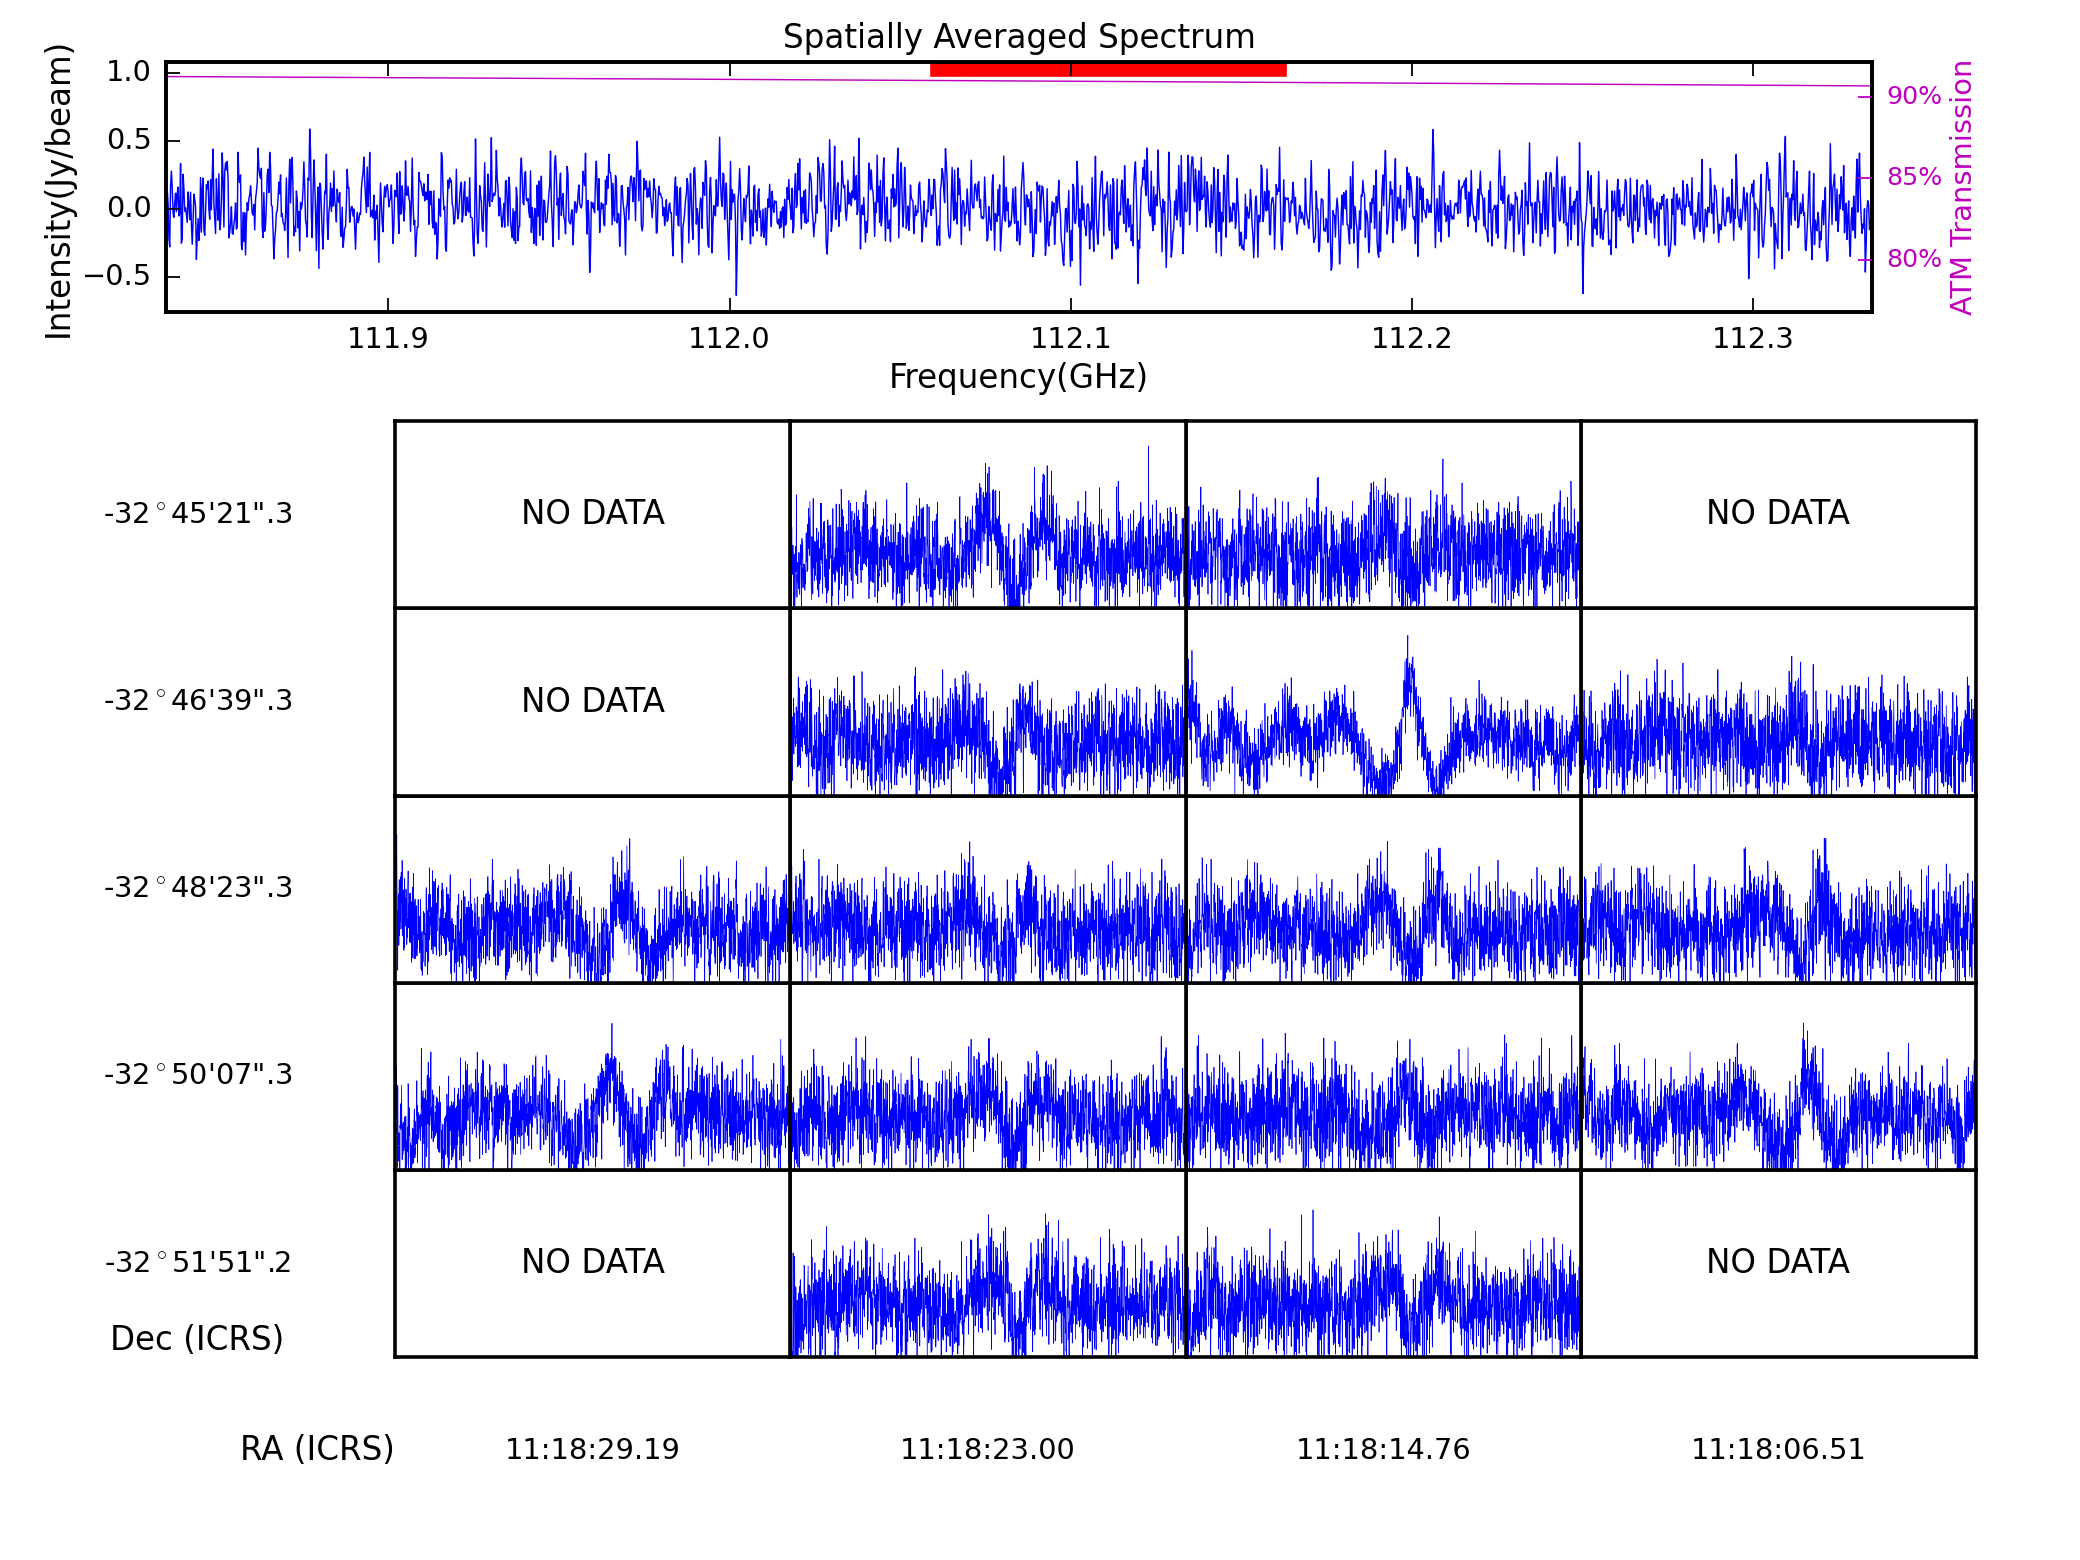 Spatially Averaged Spectrum
Intensity(Jy/beam)
1.0
0.5
0.0
−0.5
90%
85%
80%
ATM Transmission
111.9 112.0 112.1 112.2 112.3
Frequency(GHz)
-32°45'21".3 NO DATA NO DATA
-32°46'39".3 NO DATA
-32°48'23".3
-32°50'07".3
-32°51'51".2 NO DATA NO DATA
Dec (ICRS)
RA (ICRS) 11:18:29.19 11:18:23.00 11:18:14.76 11:18:06.51